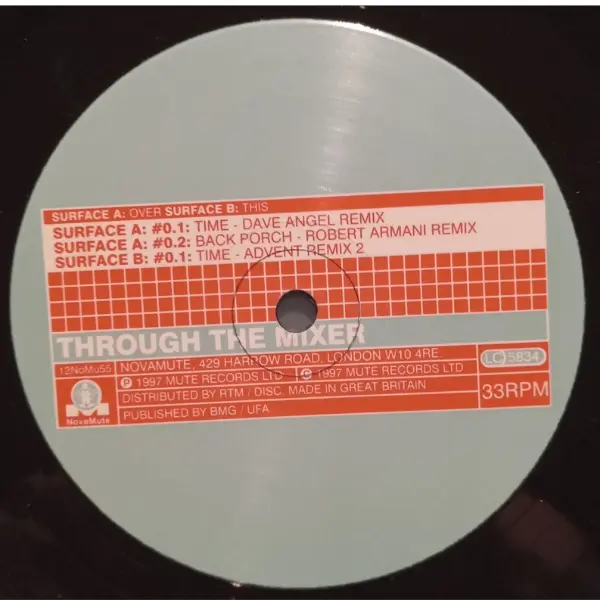 SURFACE A: OVER SURFACE B: THIS
SURFACE A: #0.1: TIME - DAVE ANGEL REMIX
SURFACE A: #0.2: BACK PORCH - ROBERT ARMANI REMIX
SURFACE B: #0.1: TIME - ADVENT REMIX 2
THROUGH THE MIXER
12NoMu55
NovaMute
NOVAMUTE, 429 HARROW ROAD, LONDON W10 4RE
℗ 1997 MUTE RECORDS LTD © 1997 MUTE RECORDS LTD
DISTRIBUTED BY RTM / DISC. MADE IN GREAT BRITAIN
PUBLISHED BY BMG / UFA
LC 5834
33RPM